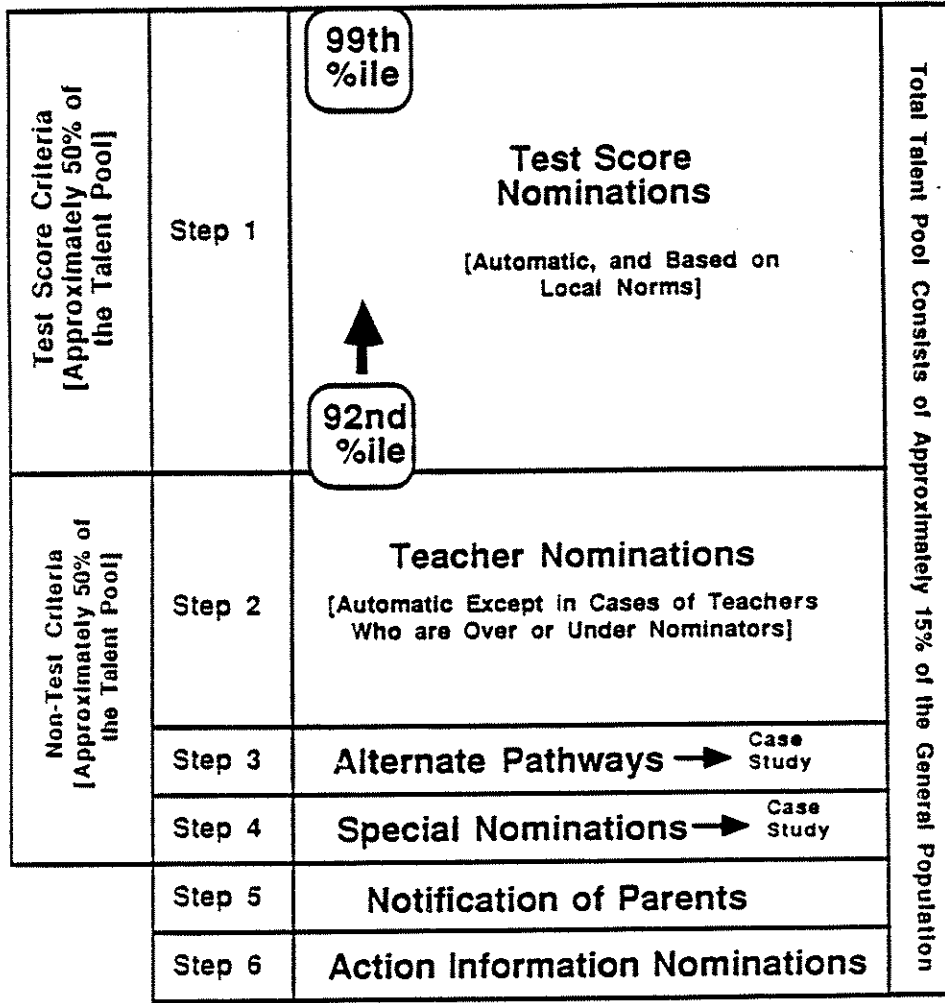 Test Score Criteria
[Approximately 50% of
the Talent Pool]
Step 1
99th
%ile
Test Score
Nominations
[Automatic, and Based on
Local Norms]
92nd
%ile
Non-Test Criteria
[Approximately 50% of
the Talent Pool]
Step 2
Teacher Nominations
[Automatic Except in Cases of Teachers
Who are Over or Under Nominators]
Step 3
Alternate Pathways
Case
Study
Step 4
Special Nominations
Case
Study
Step 5
Notification of Parents
Step 6
Action Information Nominations
Total Talent Pool Consists of Approximately 15% of the General Population